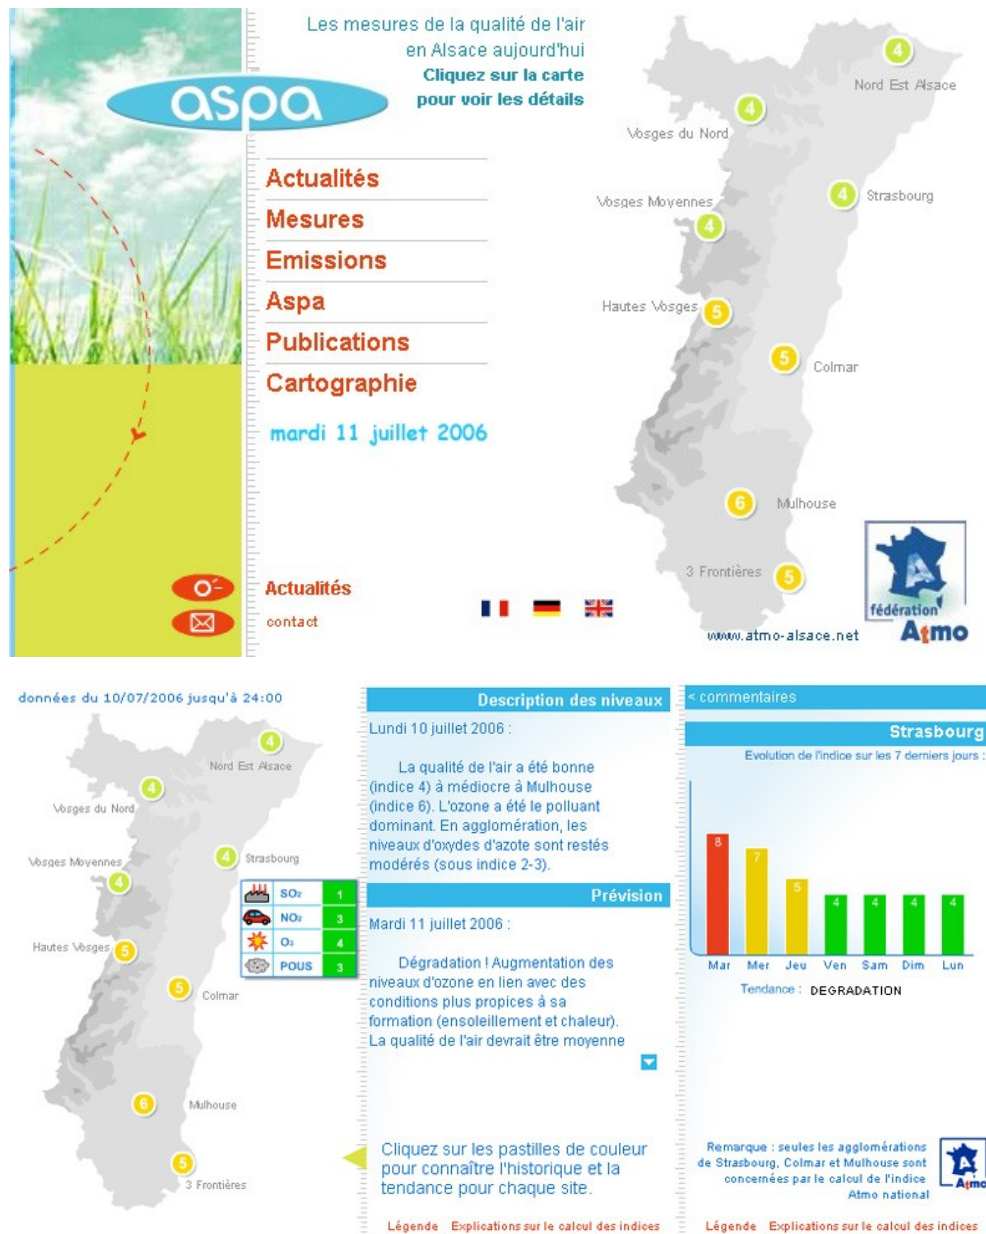 Les mesures de la qualité de l'air
en Alsace aujourd'hui
Cliquez sur la carte
pour voir les détails
aspa
Actualités
Mesures
Emissions
Aspa
Publications
Cartographie
mardi 11 juillet 2006
Actualités
contact
4
Nord Est Alsace
4
Vosges du Nord
4
Strasbourg
Vosges Moyennes
4
Hautes Vosges
5
5
Colmar
6
Mulhouse
3 Frontières
5
fédération
Atmo
www.atmo-alsace.net
données du 10/07/2006 jusqu'à 24:00
4
Nord Est Alsace
4
Vosges du Nord
4
Strasbourg
Vosges Moyennes
4
SO2 1
NO2 3
O3 4
POUS 3
Hautes Vosges
5
5
Colmar
6
Mulhouse
5
3 Frontières
Description des niveaux
Lundi 10 juillet 2006 :
La qualité de l'air a été bonne
(indice 4) à médiocre à Mulhouse
(indice 6). L'ozone a été le polluant
dominant. En agglomération, les
niveaux d'oxydes d'azote sont restés
modérés (sous indice 2-3).
Prévision
Mardi 11 juillet 2006 :
Dégradation ! Augmentation des
niveaux d'ozone en lien avec des
conditions plus propices à sa
formation (ensoleillement et chaleur).
La qualité de l'air devrait être moyenne
Cliquez sur les pastilles de couleur
pour connaître l'historique et la
tendance pour chaque site.
Légende Explications sur le calcul des indices
< commentaires
Strasbourg
Evolution de l'indice sur les 7 derniers jours :
8 7 5 4 4 4 4
Mar Mer Jeu Ven Sam Dim Lun
Tendance : DEGRADATION
Remarque : seules les agglomérations
de Strasbourg, Colmar et Mulhouse sont
concernées par le calcul de l'indice
Atmo national
Atmo
Légende Explications sur le calcul des indices